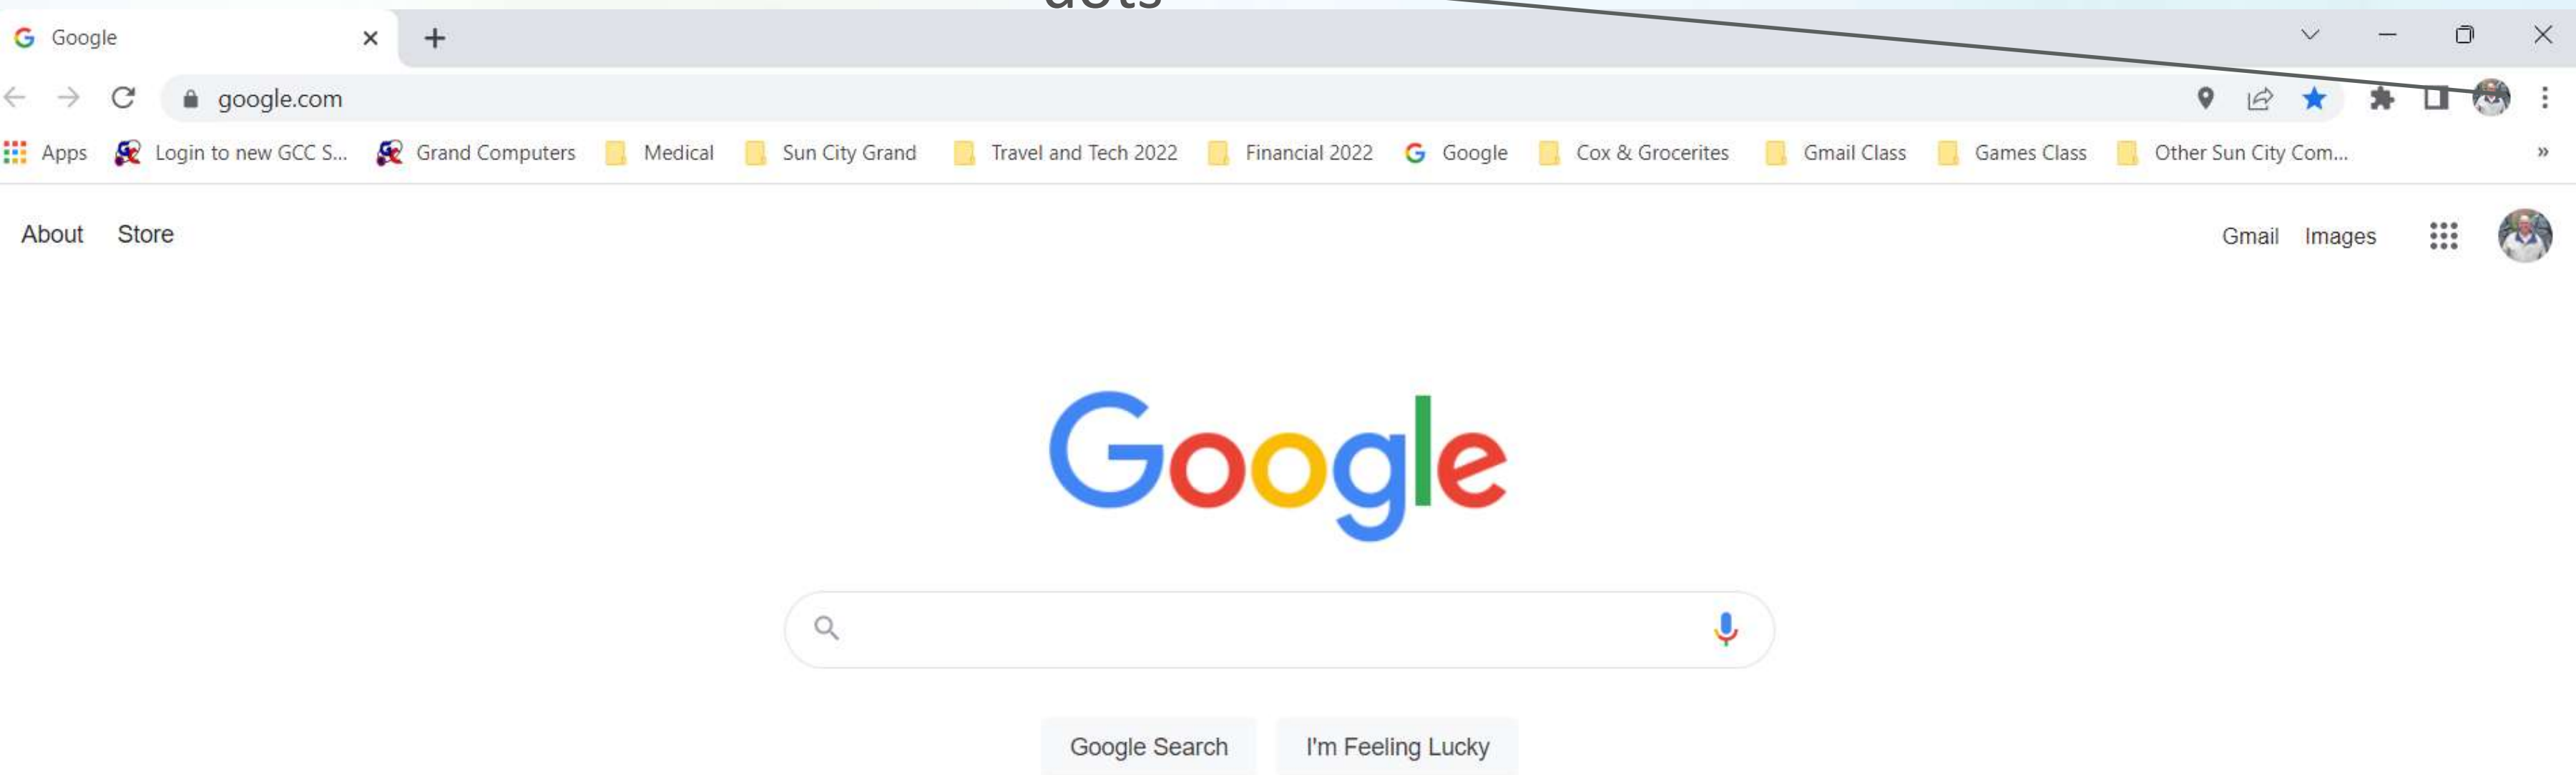 dots
Google
google.com
Apps Login to new GCC S... Grand Computers Medical Sun City Grand Travel and Tech 2022 Financial 2022 Google Cox & Grocerites Gmail Class Games Class Other Sun City Com... »
About Store Gmail Images
Google
Google Search I'm Feeling Lucky